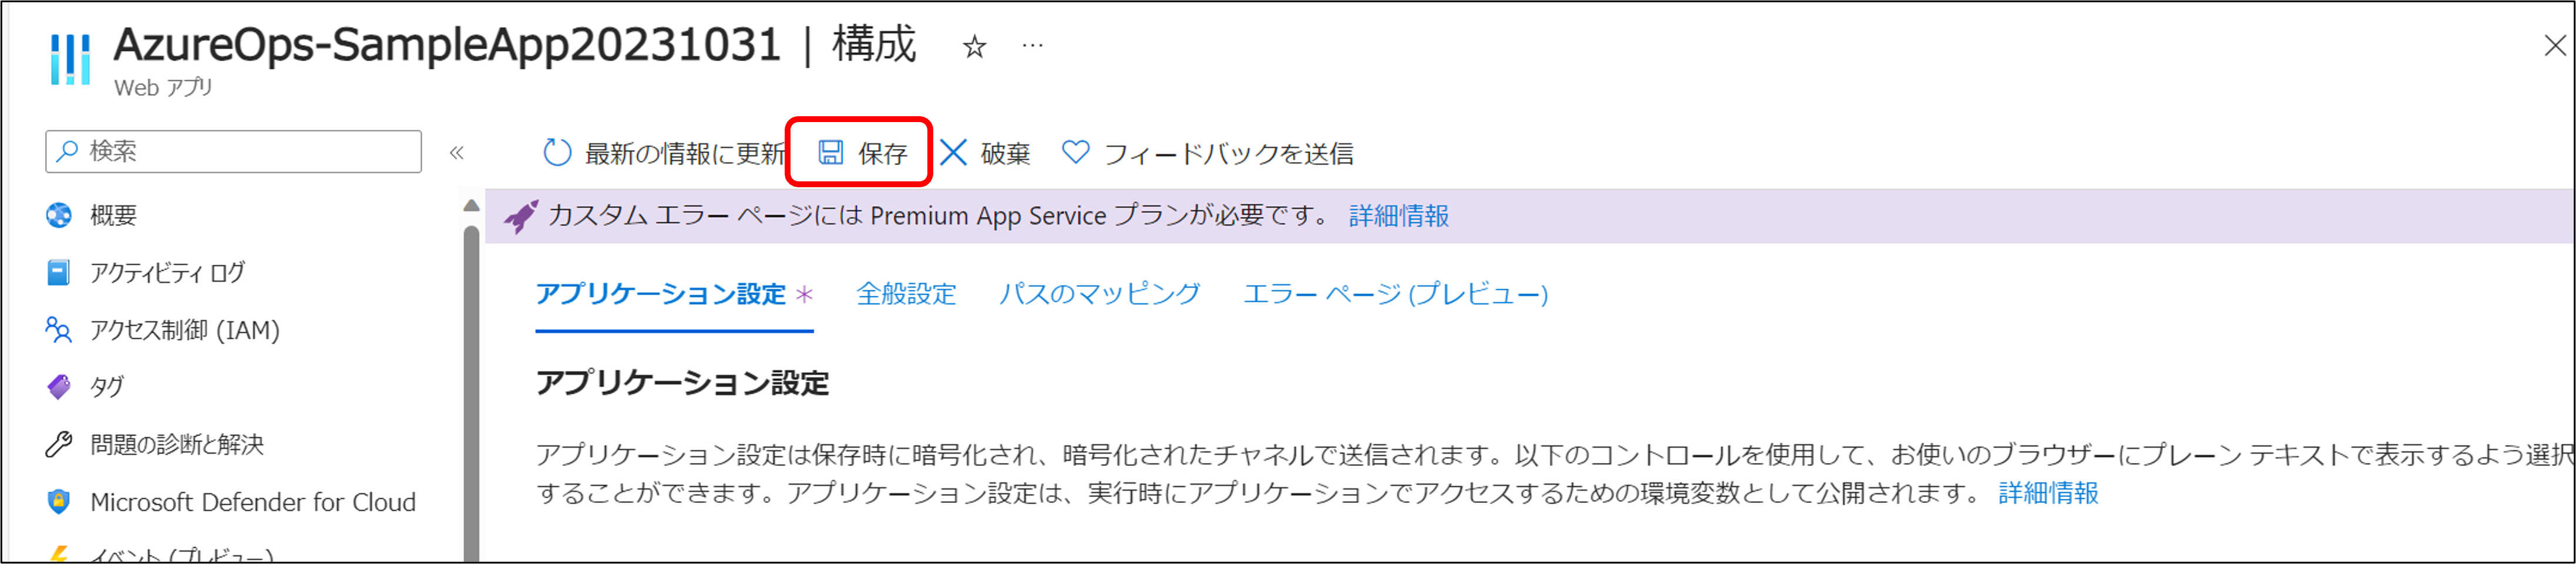 AzureOps-SampleApp20231031 | 構成 ☆ …
Web アプリ
検索
«
最新の情報に更新
保存
破棄
フィードバックを送信
概要
アクティビティ ログ
アクセス制御 (IAM)
タグ
問題の診断と解決
Microsoft Defender for Cloud
イベント (プレビュー)
カスタム エラー ページには Premium App Service プランが必要です。 詳細情報
アプリケーション設定 * 全般設定 パスのマッピング エラー ページ (プレビュー)
アプリケーション設定
アプリケーション設定は保存時に暗号化され、暗号化されたチャネルで送信されます。以下のコントロールを使用して、お使いのブラウザーにプレーン テキストで表示するよう選択
することができます。アプリケーション設定は、実行時にアプリケーションでアクセスするための環境変数として公開されます。 詳細情報